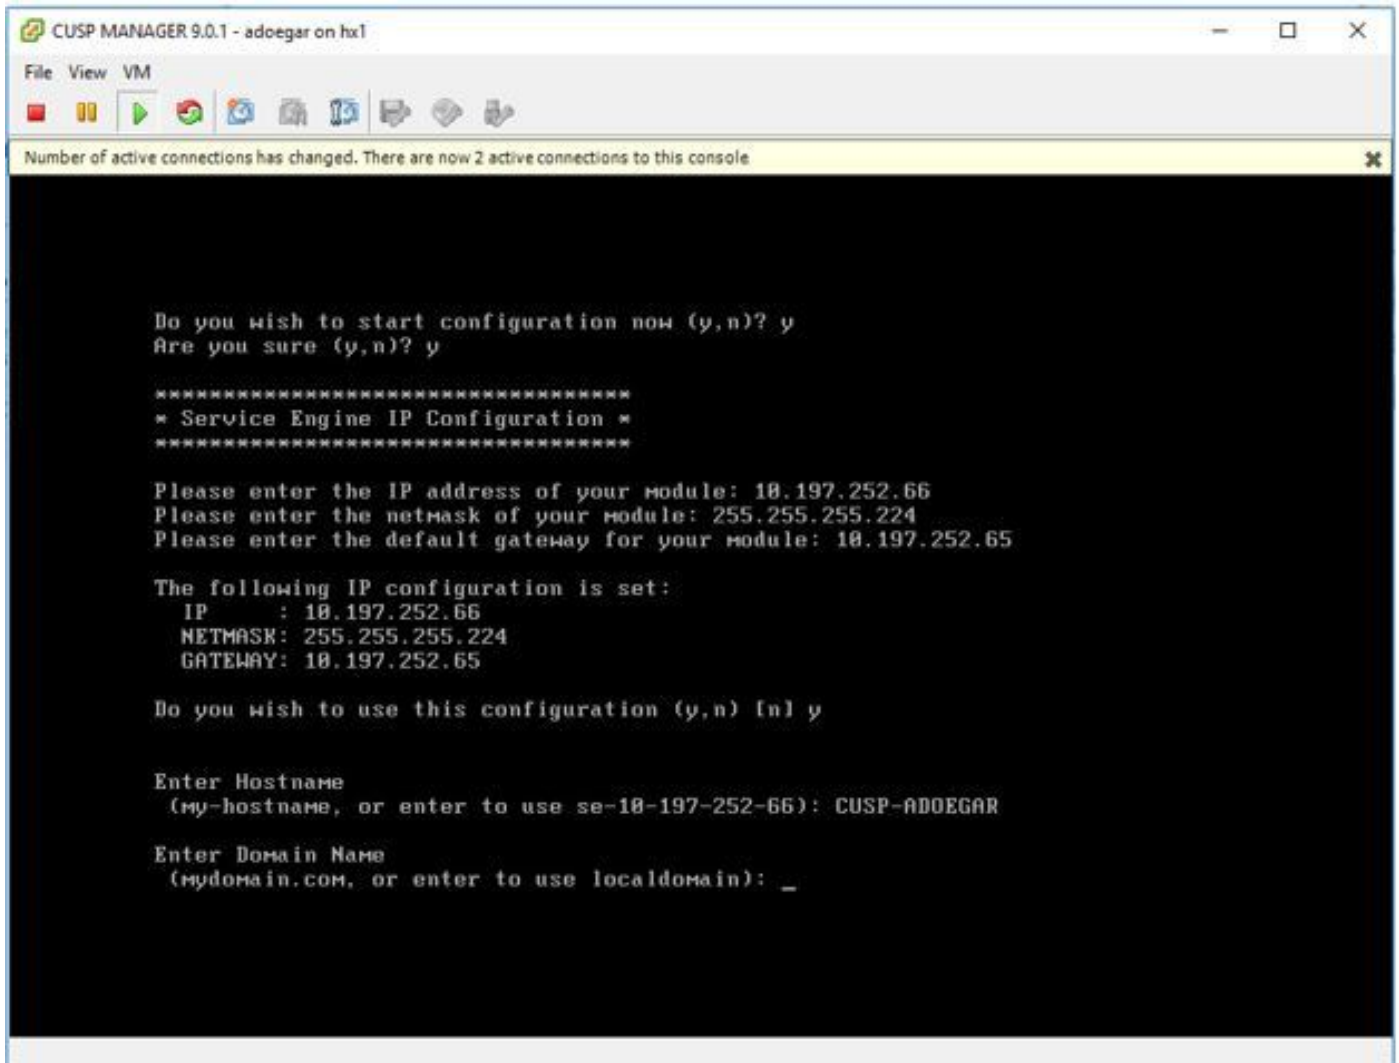 CUSP MANAGER 9.0.1 - adoegar on hx1
File View VM
Number of active connections has changed. There are now 2 active connections to this console
Do you wish to start configuration now (y,n)? y
Are you sure (y,n)? y
***********************************
* Service Engine IP Configuration *
***********************************
Please enter the IP address of your module: 10.197.252.66
Please enter the netmask of your module: 255.255.255.224
Please enter the default gateway for your module: 10.197.252.65
The following IP configuration is set:
IP : 10.197.252.66
NETMASK: 255.255.255.224
GATEWAY: 10.197.252.65
Do you wish to use this configuration (y,n) [n] y
Enter Hostname
(my-hostname, or enter to use se-10-197-252-66): CUSP-ADOEGAR
Enter Domain Name
(mydomain.com, or enter to use localdomain): _